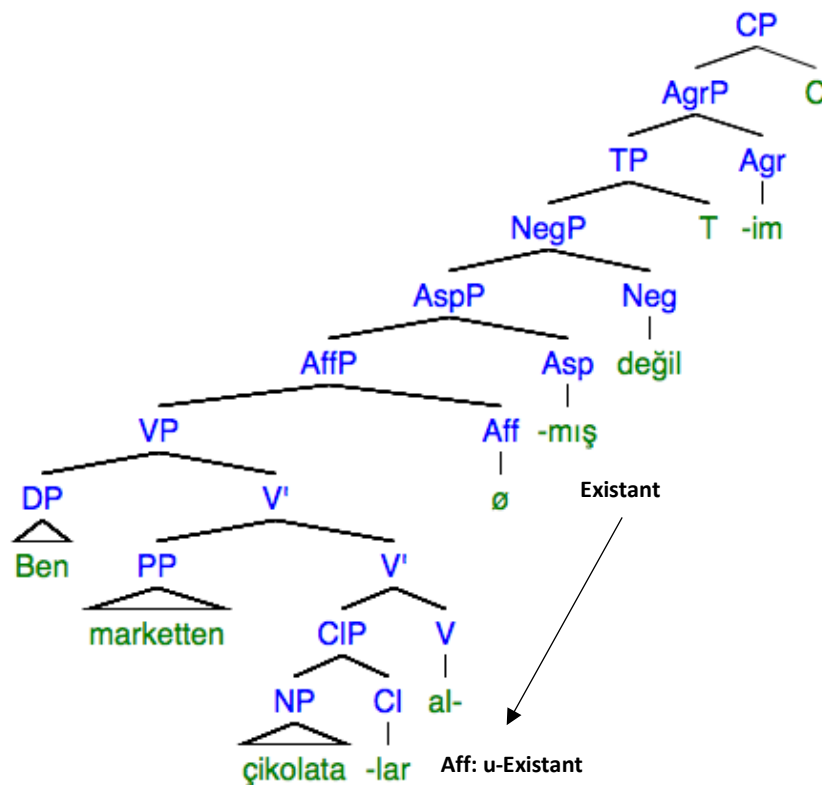 CP
AgrP C
TP Agr
NegP T -im
AspP Neg
AffP Asp değil
VP Aff -mış
DP V' ø Existant
Ben PP V'
marketten ClP V
NP Cl al-
çikolata -lar Aff: u-Existant